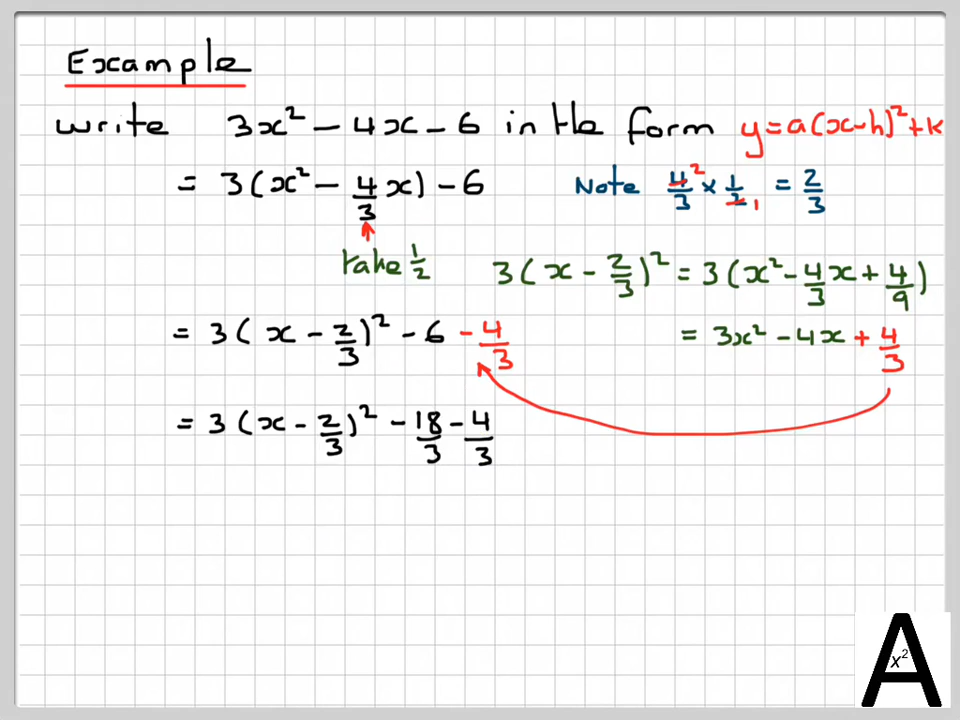 Example
Write 3x² - 4x - 6 in the form y = a(x-h)² + k
= 3(x² - 4/3 x) - 6 Note 4/3² × 1/2₁ = 2/3
take 1/2 3(x - 2/3)² = 3(x² - 4/3 x + 4/9)
= 3(x - 2/3)² - 6 - 4/3 = 3x² - 4x + 4/3
= 3(x - 2/3)² - 18/3 - 4/3
A
x²